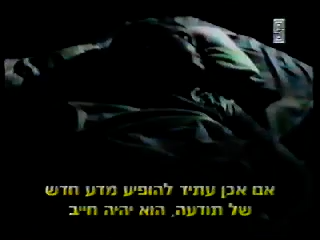 אם אכן עתיד להופיע מדע חדש
של תודעה, הוא יהיה חייב